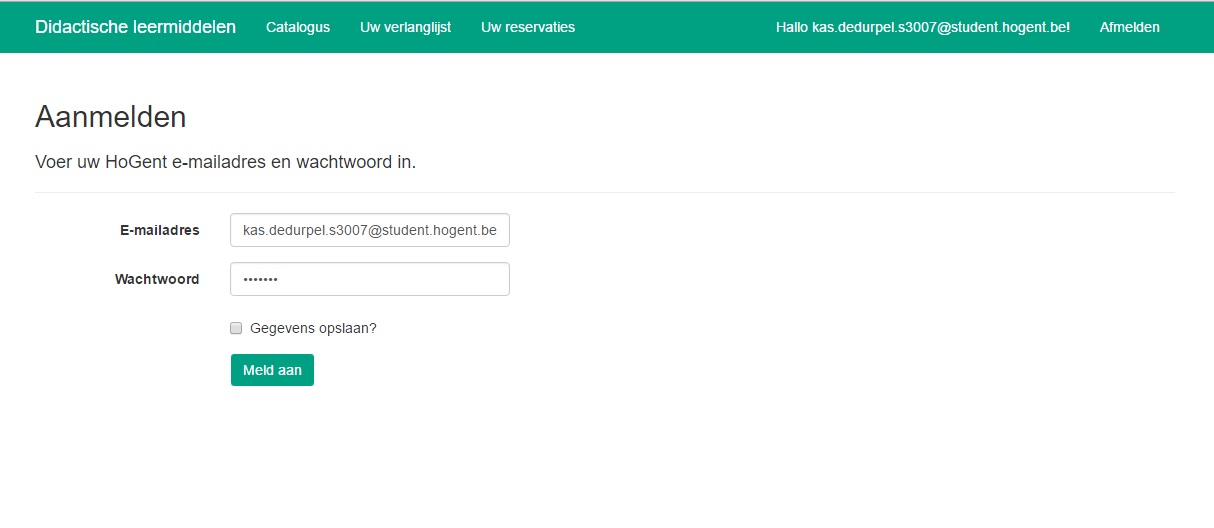 Didactische leermiddelen Catalogus Uw verlanglijst Uw reservaties Hallo kas.dedurpel.s3007@student.hogent.be! Afmelden
Aanmelden
Voer uw HoGent e-mailadres en wachtwoord in.
E-mailadres kas.dedurpel.s3007@student.hogent.be
Wachtwoord •••••••
Gegevens opslaan?
Meld aan